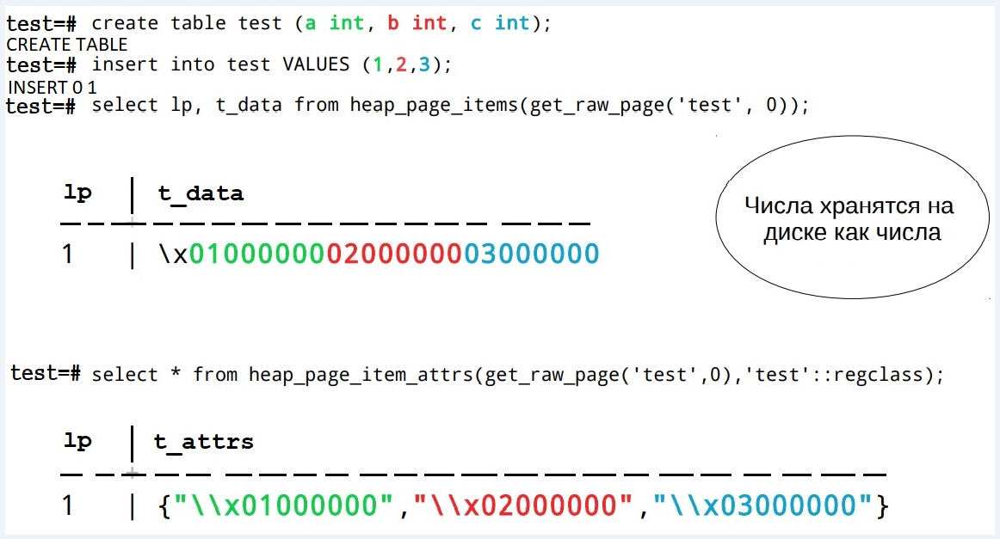 test=# create table test (a int, b int, c int);
CREATE TABLE
test=# insert into test VALUES (1,2,3);
INSERT 0 1
test=# select lp, t_data from heap_page_items(get_raw_page('test', 0));
lp | t_data
1 | \x010000000200000003000000
Числа хранятся на
диске как числа
test=# select * from heap_page_item_attrs(get_raw_page('test',0),'test'::regclass);
lp | t_attrs
1 | {"\\x01000000","\\x02000000","\\x03000000"}